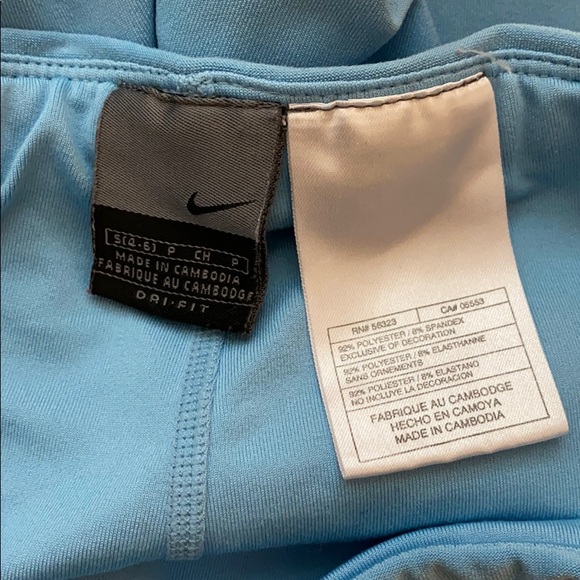 S(4-6) P CH P
MADE IN CAMBODIA
FABRIQUE AU CAMBODGE
DRI-FIT
RN# 56323 CA# 05553
92% POLYESTER / 8% SPANDEX
EXCLUSIVE OF DECORATION
92% POLYESTER / 8% ELASTHANNE
SANS ORNEMENTS
92% POLIESTER / 8% ELASTANO
NO INCLUYE LA DECORACION
FABRIQUE AU CAMBODGE
HECHO EN CAMOYA
MADE IN CAMBODIA